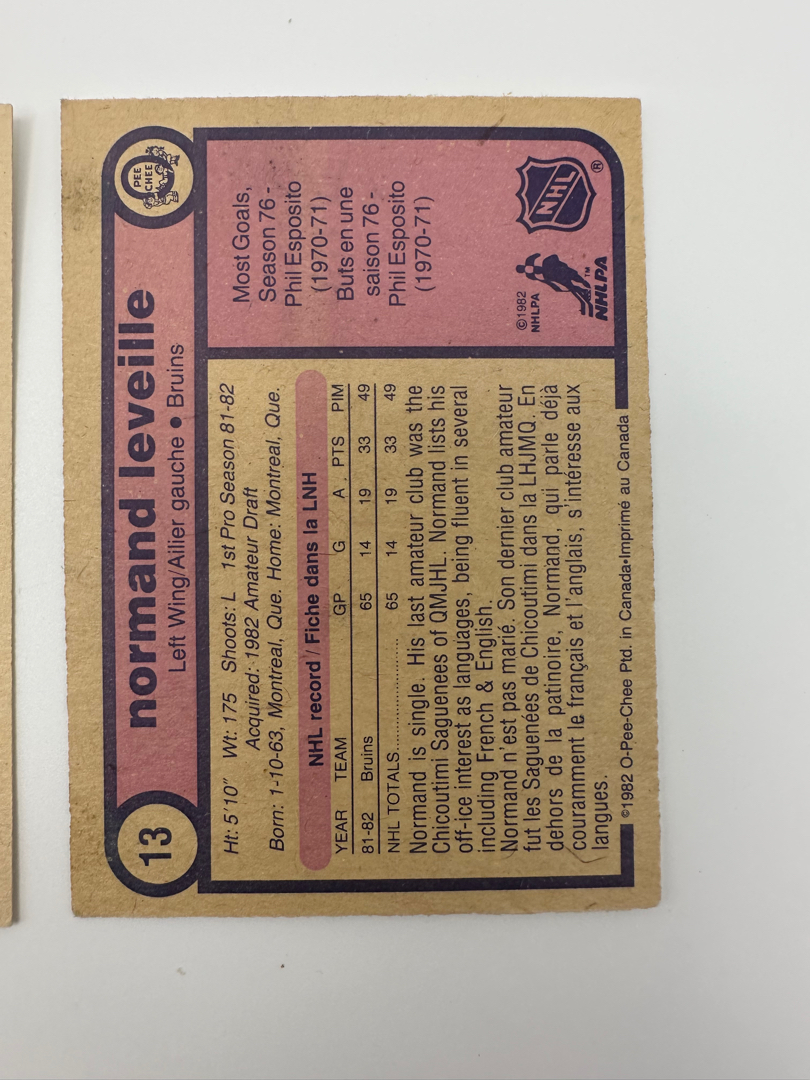 13
normand leveille
Left Wing/Ailier gauche • Bruins
PEE
CHEE
Ht: 5'10" Wt: 175 Shoots: L 1st Pro Season 81-82
Acquired: 1982 Amateur Draft
Born: 1-10-63, Montreal, Que. Home: Montreal, Que.
NHL record / Fiche dans la LNH
YEAR TEAM GP G A PTS PIM
81-82 Bruins 65 14 19 33 49
NHL TOTALS 65 14 19 33 49
Normand is single. His last amateur club was the
Chicoutimi Saguenees of QMJHL. Normand lists his
off-ice interest as languages, being fluent in several
including French & English.
Normand n'est pas marié. Son dernier club amateur
fut les Saguenées de Chicoutimi dans la LHJMQ. En
dehors de la patinoire, Normand, qui parle déjà
couramment le français et l'anglais, s'intéresse aux
langues.
©1982 O-Pee-Chee Ptd. in Canada•Imprimé au Canada
Most Goals,
Season 76 -
Phil Esposito
(1970-71)
Buts en une
saison 76 -
Phil Esposito
(1970-71)
©1982
NHLPA
NHLPA™
NHL®